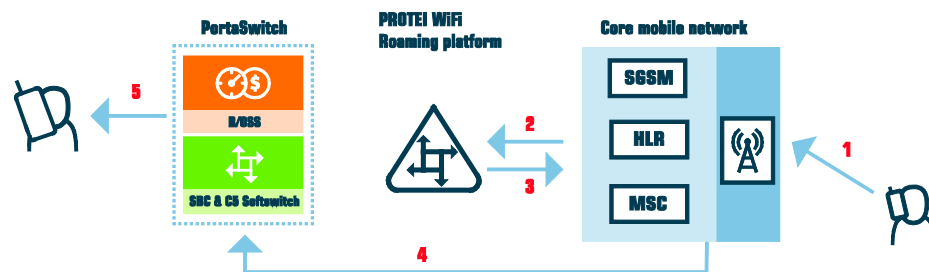 PortaSwitch
PROTEI WiFi
Roaming platform
Core mobile network
5
$
B/OSS
SBC & C5 Softswitch
2
3
SGSM
HLR
MSC
1
4